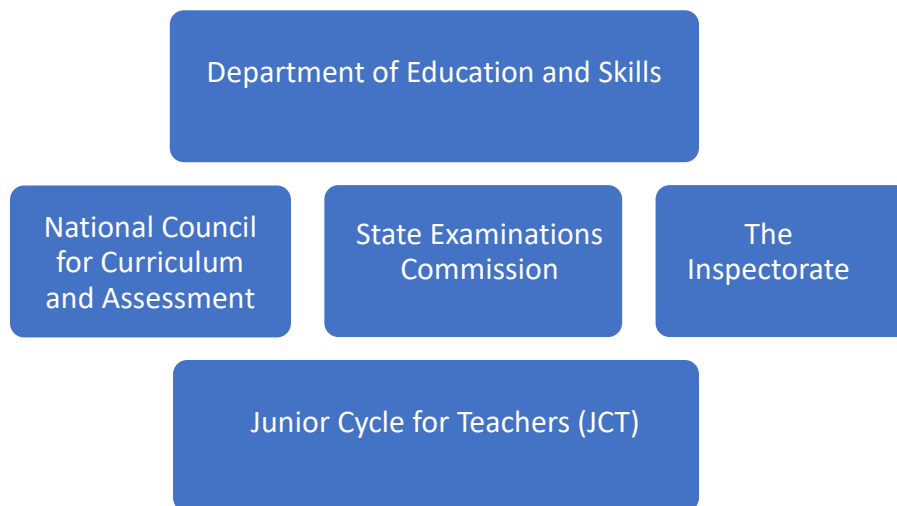 Department of Education and Skills
National Council
for Curriculum
and Assessment
State Examinations
Commission
The
Inspectorate
Junior Cycle for Teachers (JCT)